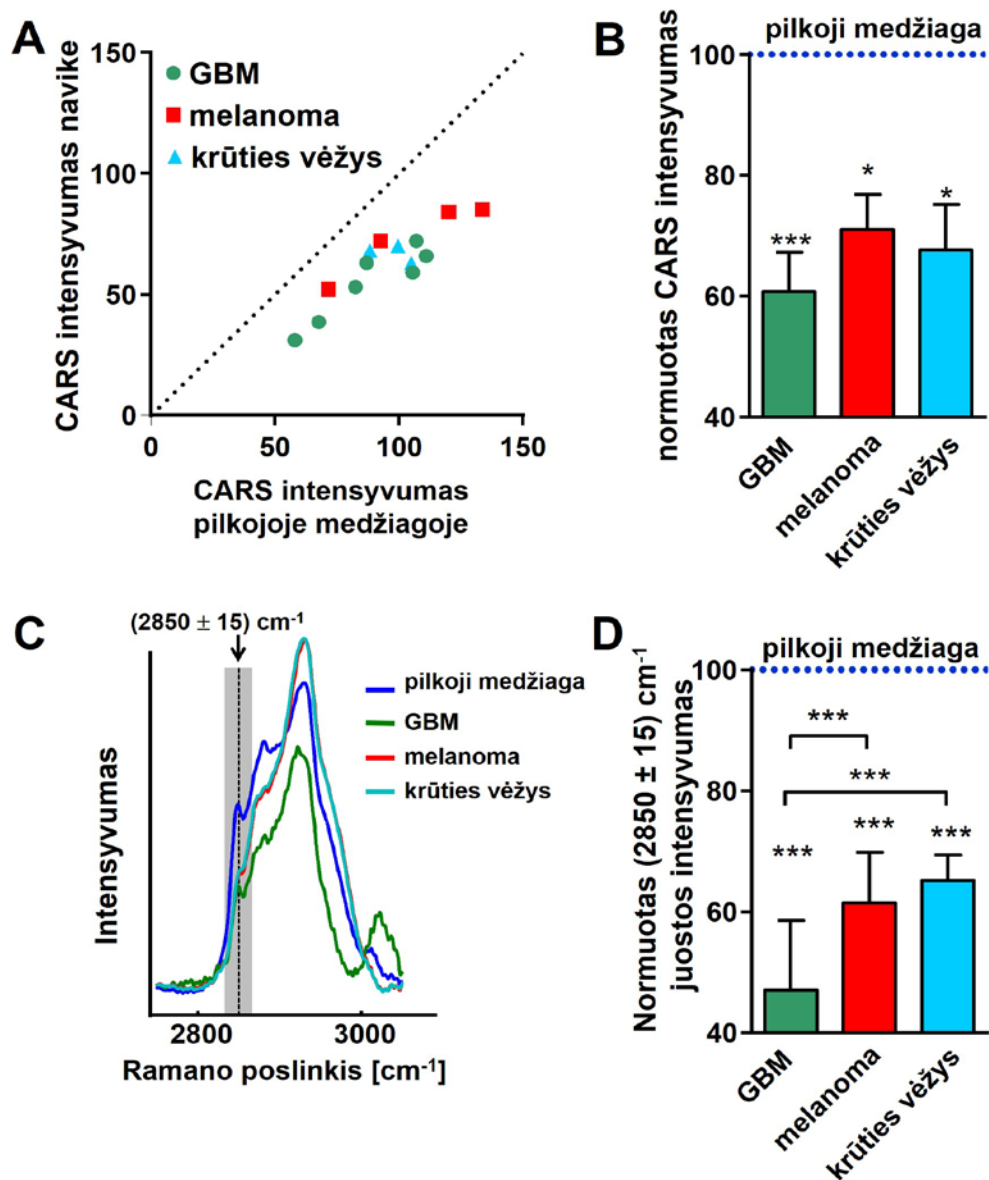 A
CARS intensyvumas navike
150
100
50
0
GBM
melanoma
krūties vėžys
0
50
100
150
CARS intensyvumas
pilkojoje medžiagoje
B
pilkoji medžiaga
normuotas CARS intensyvumas
100
80
60
40
***
*
*
GBM
melanoma
krūties vėžys
C
(2850 ± 15) cm⁻¹
Intensyvumas
pilkoji medžiaga
GBM
melanoma
krūties vėžys
2800
3000
Ramano poslinkis [cm⁻¹]
D
pilkoji medžiaga
Normuotas (2850 ± 15) cm⁻¹
juostos intensyvumas
100
80
60
40
***
***
***
***
***
GBM
melanoma
krūties vėžys